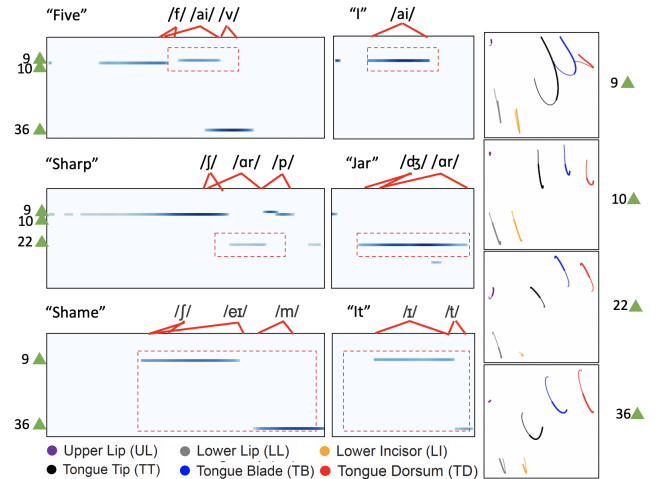 “Five” /f/ /ai/ /v/ “I” /ai/
9
10
36
9
“Sharp” /ʃ/ /ɑr/ /p/ “Jar” /ʤ/ /ɑr/
9
10
22
10
“Shame” /ʃ/ /eɪ/ /m/ “It” /ɪ/ /t/
9
36
22
36
Upper Lip (UL) Lower Lip (LL) Lower Incisor (LI)
Tongue Tip (TT) Tongue Blade (TB) Tongue Dorsum (TD)